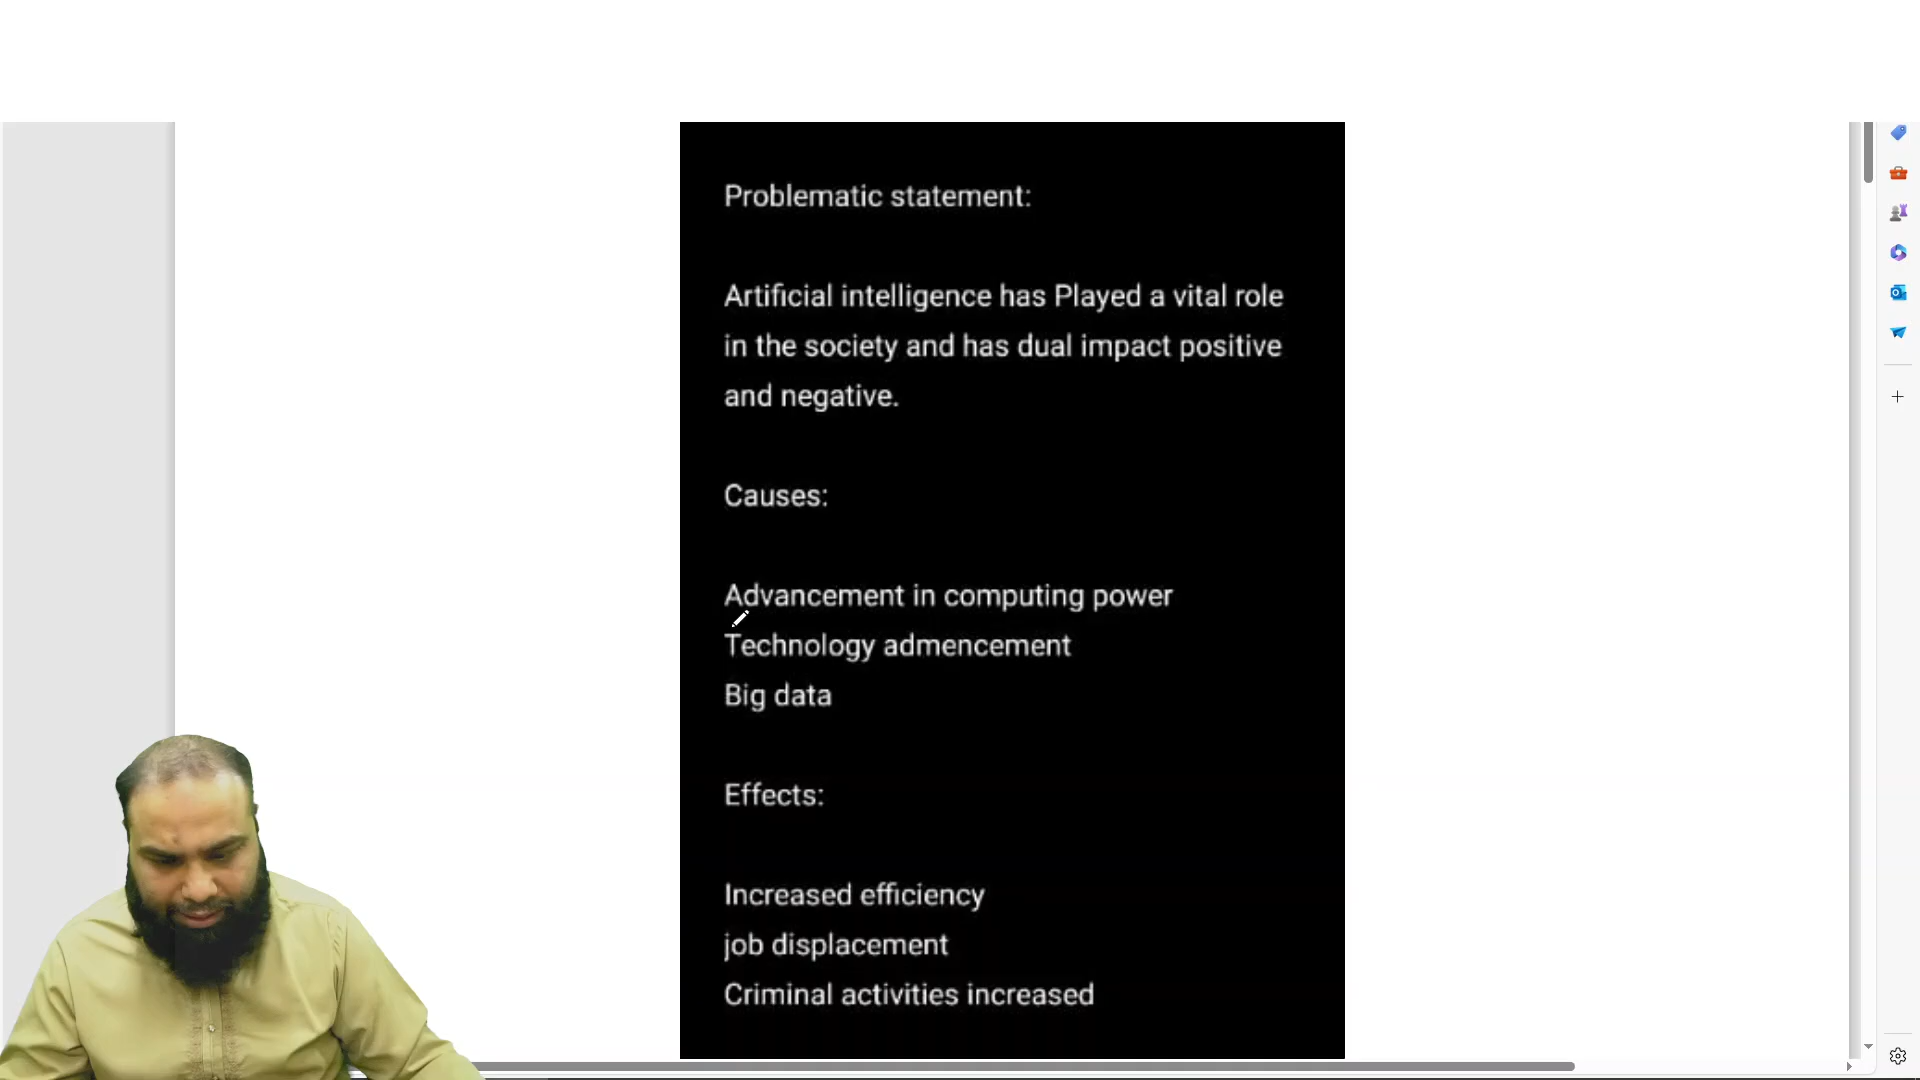 Problematic statement:
Artificial intelligence has Played a vital role
in the society and has dual impact positive
and negative.
Causes:
Advancement in computing power
Technology admencement
Big data
Effects:
Increased efficiency
job displacement
Criminal activities increased